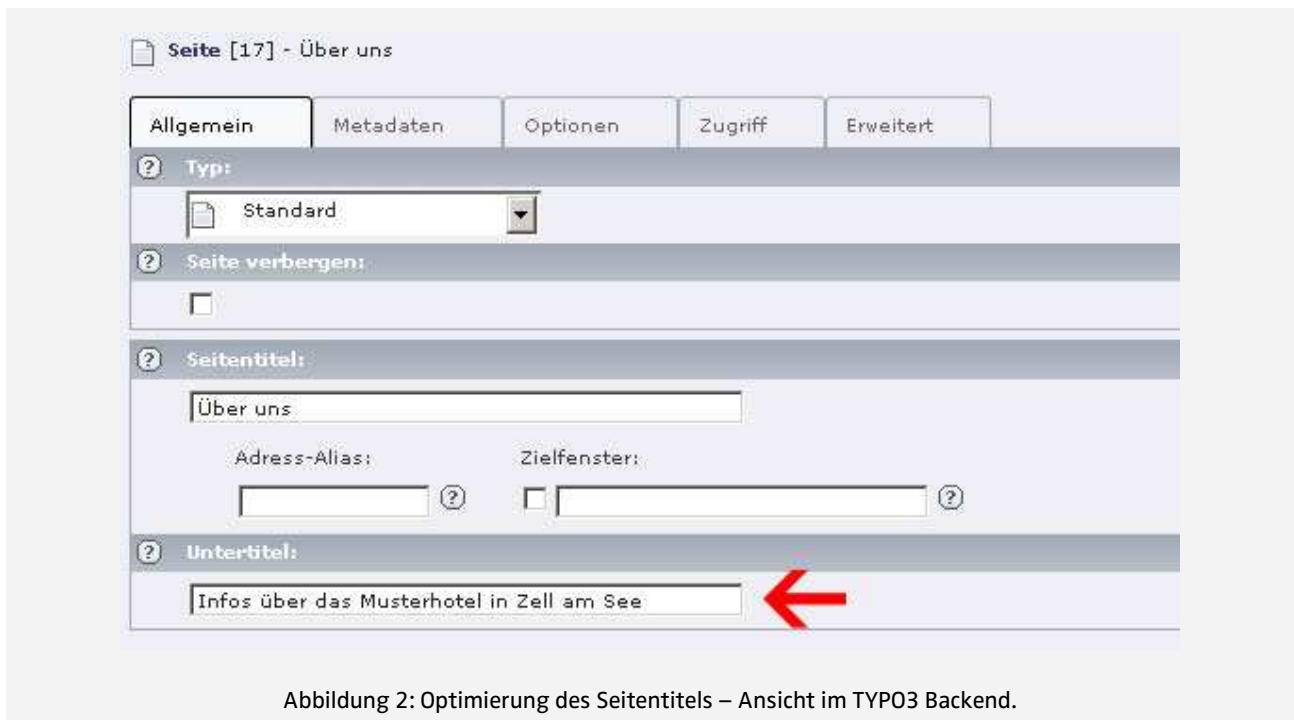 Seite [17] - Über uns
Allgemein Metadaten Optionen Zugriff Erweitert
? Typ:
Standard
? Seite verbergen:
? Seitentitel:
Über uns
Adress-Alias: Zielfenster:
? ?
? Untertitel:
Infos über das Musterhotel in Zell am See
Abbildung 2: Optimierung des Seitentitels – Ansicht im TYPO3 Backend.